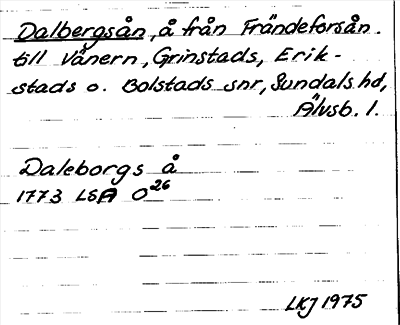 Dalbergsån, å från Frändeforsån.
till Vänern, Grinstads, Erik-
stads o. Bolstads snr, Sundals hd,
Älvsb. l.
Daleborgs å
1773 LSA O26
LKJ 1975